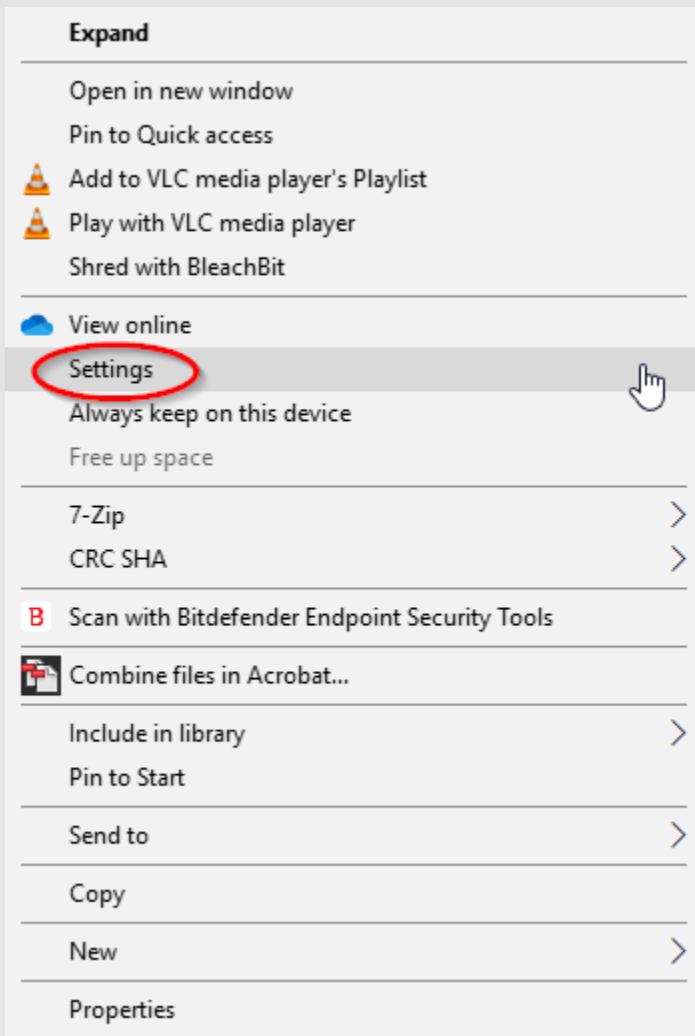 Expand
Open in new window
Pin to Quick access
Add to VLC media player's Playlist
Play with VLC media player
Shred with BleachBit
View online
Settings
Always keep on this device
Free up space
7-Zip
CRC SHA
B Scan with Bitdefender Endpoint Security Tools
Combine files in Acrobat...
Include in library
Pin to Start
Send to
Copy
New
Properties